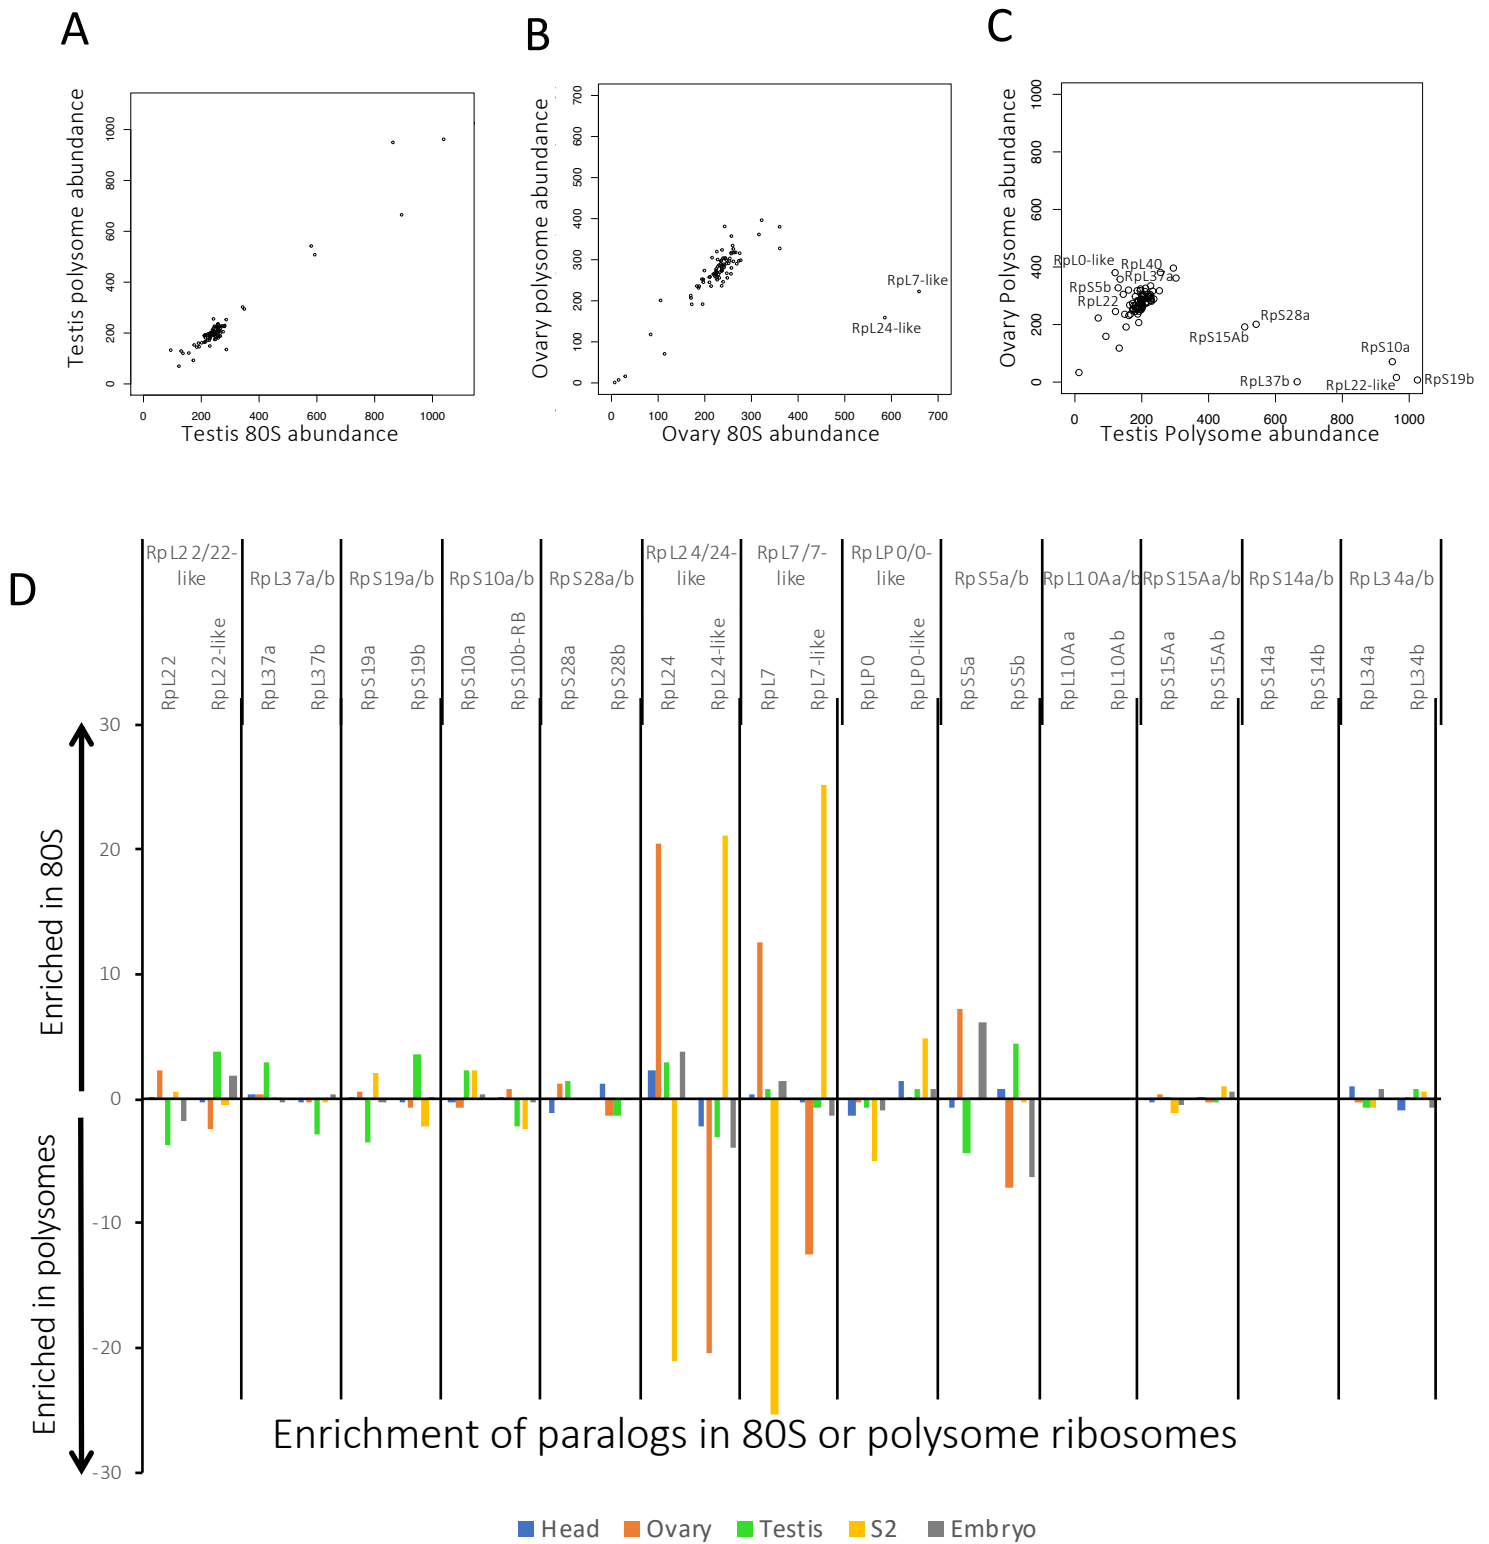 A
B
C
Testis polysome abundance
0
200
400
600
800
1000
0
200
400
600
800
1000
Testis 80S abundance
Ovary polysome abundance
0
100
200
300
400
500
600
700
RpL7-like
RpL24-like
0
100
200
300
400
500
600
700
Ovary 80S abundance
Ovary Polysome abundance
0
200
400
600
800
1000
RpL0-like
RpL40
RpL37a
RpS5b
RpL22
RpS28a
RpS15Ab
RpS10a
RpL37b
RpL22-like
RpS19b
0
200
400
600
800
1000
Testis Polysome abundance
D
RpL22/22-
like
RpL37a/b
RpS19a/b
RpS10a/b
RpS28a/b
RpL24/24-
like
RpL7/7-
like
RpLP0/0-
like
RpS5a/b
RpL10Aa/b
RpS15Aa/b
RpS14a/b
RpL34a/b
RpL22
RpL22-like
RpL37a
RpL37b
RpS19a
RpS19b
RpS10a
RpS10b-RB
RpS28a
RpS28b
RpL24
RpL24-like
RpL7
RpL7-like
RpLP0
RpLP0-like
RpS5a
RpS5b
RpL10Aa
RpL10Ab
RpS15Aa
RpS15Ab
RpS14a
RpS14b
RpL34a
RpL34b
30
20
10
0
-10
-20
-30
Enriched in 80S
Enriched in polysomes
Enrichment of paralogs in 80S or polysome ribosomes
Head
Ovary
Testis
S2
Embryo